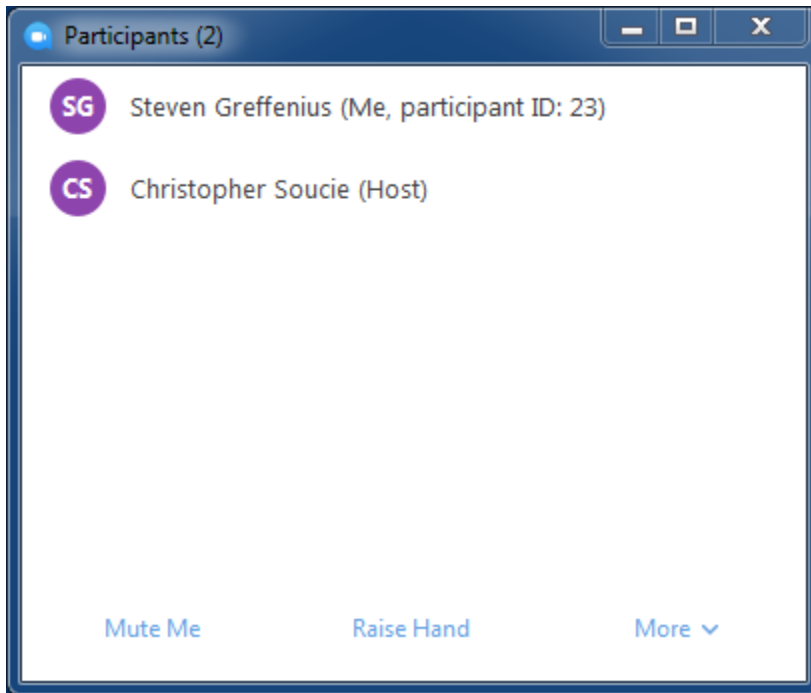 Participants (2)
SG Steven Greffenius (Me, participant ID: 23)
CS Christopher Soucie (Host)
Mute Me Raise Hand More